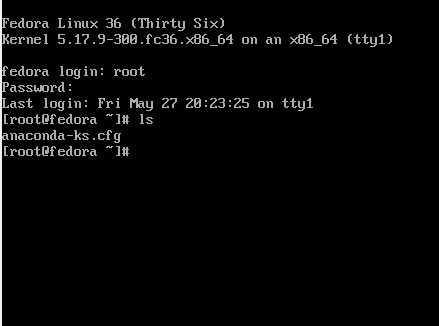 Fedora Linux 36 (Thirty Six)
Kernel 5.17.9-300.fc36.x86_64 on an x86_64 (tty1)
fedora login: root
Password:
Last login: Fri May 27 20:23:25 on tty1
[root@fedora ~]# ls
anaconda-ks.cfg
[root@fedora ~]#